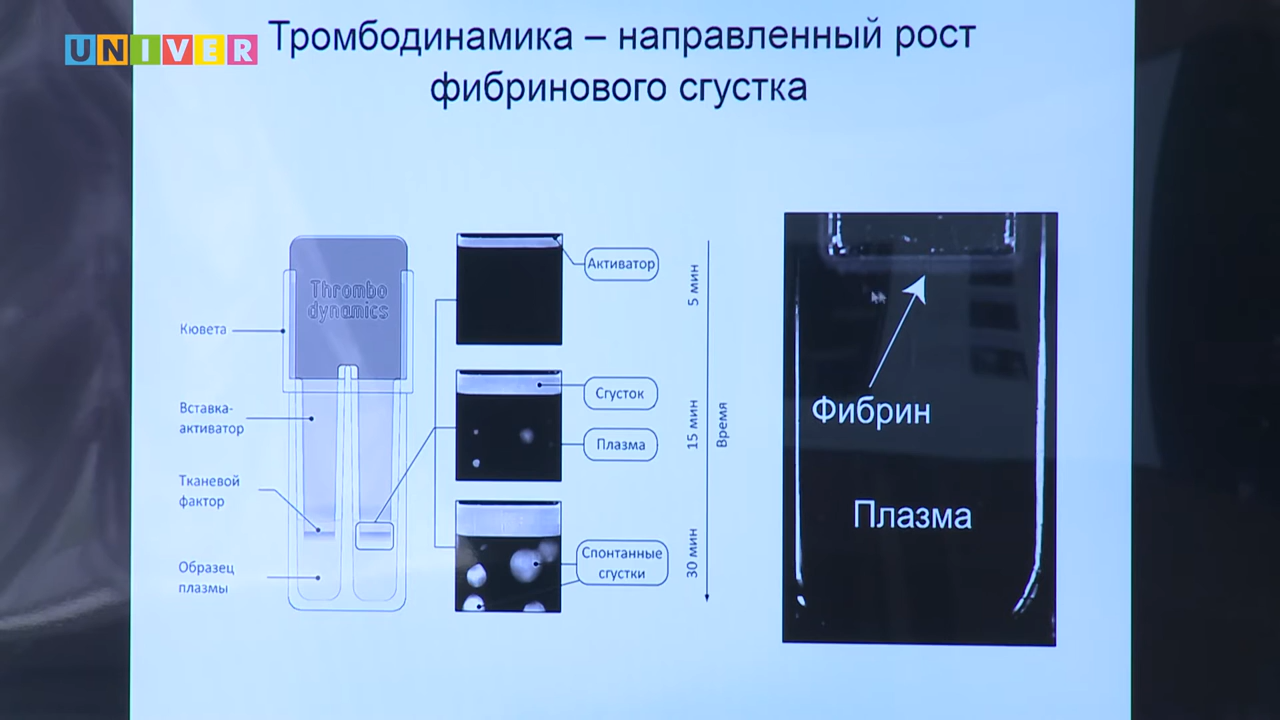 UNIVER
Тромбодинамика – направленный рост
фибринового сгустка
Thrombo
dynamics
Кювета
Вставка-
активатор
Тканевой
фактор
Образец
плазмы
Активатор
Сгусток
Плазма
Спонтанные
сгустки
5 мин
15 мин
30 мин
Время
Фибрин
Плазма